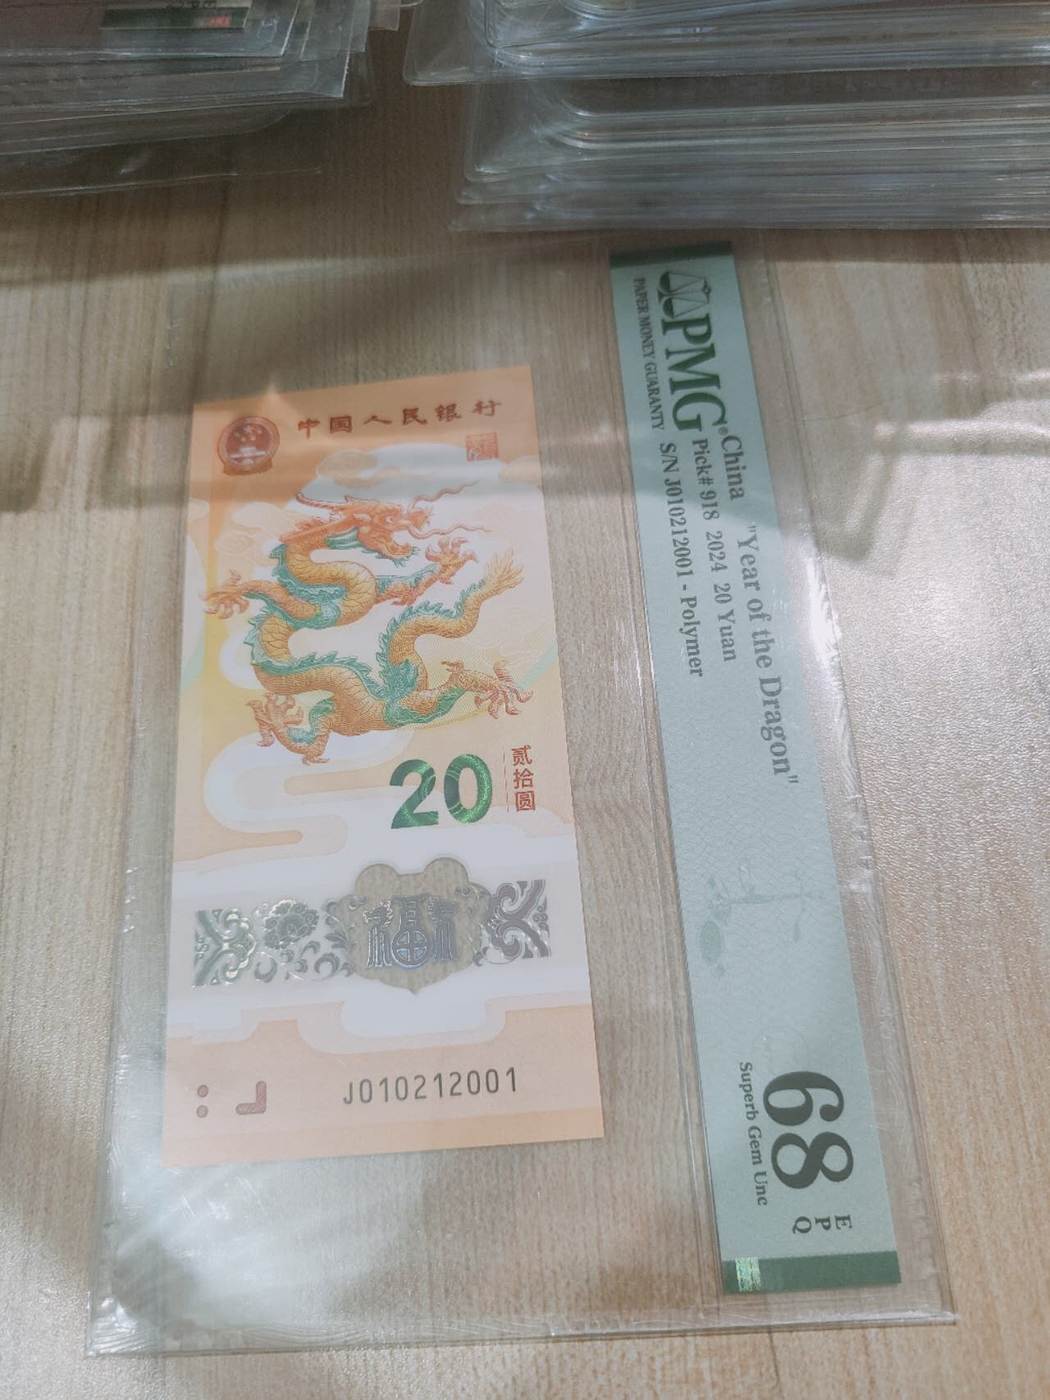 中国人民银行
20
贰拾圆
福
J010212001
PMG®
PAPER MONEY GUARANTY
China "Year of the Dragon"
Pick# 918 2024 20 Yuan
S/N J010212001 - Polymer
68
EPQ
Superb Gem Unc